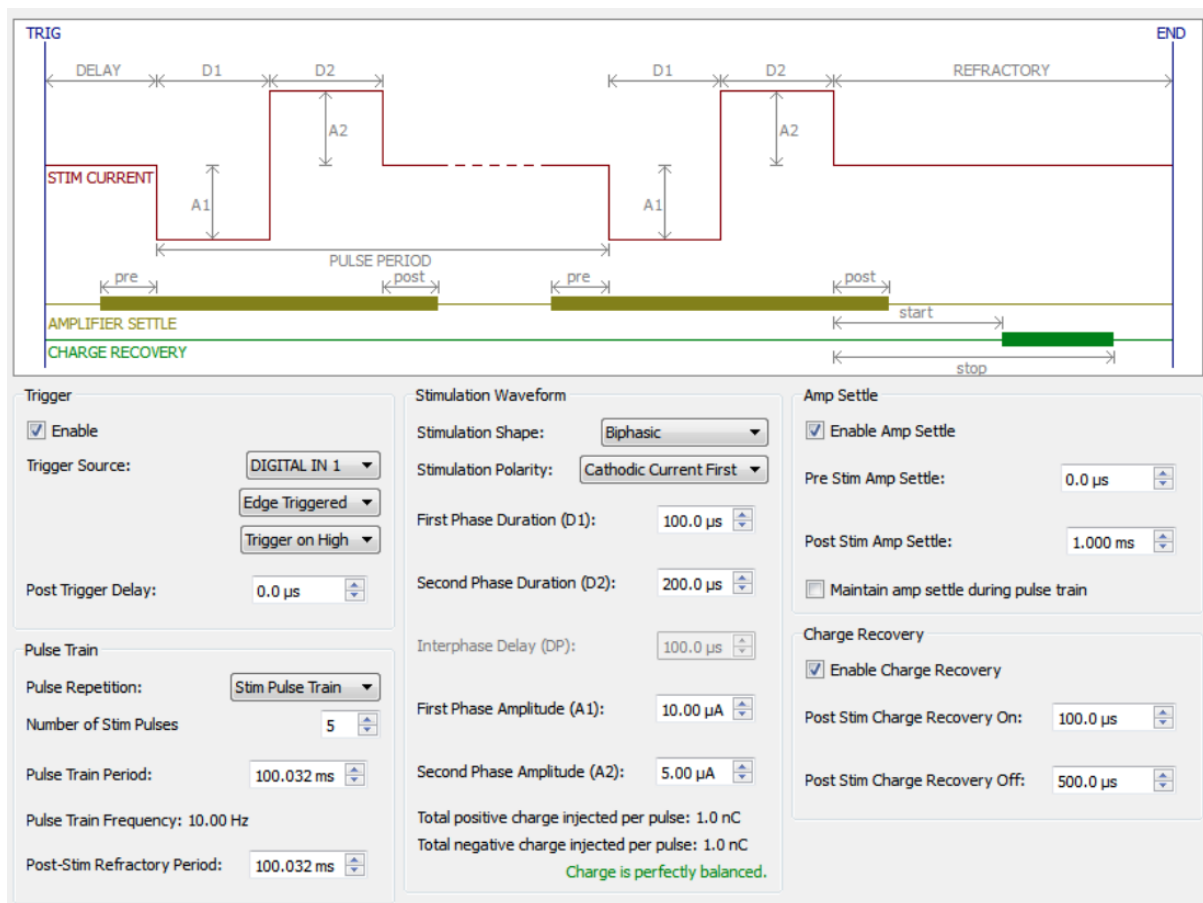 TRIG
END
DELAY
D1
D2
D1
D2
REFRACTORY
A2
A2
STIM CURRENT
A1
A1
PULSE PERIOD
pre
post
pre
post
AMPLIFIER SETTLE
start
CHARGE RECOVERY
stop
Trigger
Enable
Trigger Source:
DIGITAL IN 1
Edge Triggered
Trigger on High
Post Trigger Delay:
0.0 µs
Pulse Train
Pulse Repetition:
Stim Pulse Train
Number of Stim Pulses
5
Pulse Train Period:
100.032 ms
Pulse Train Frequency: 10.00 Hz
Post-Stim Refractory Period:
100.032 ms
Stimulation Waveform
Stimulation Shape:
Biphasic
Stimulation Polarity:
Cathodic Current First
First Phase Duration (D1):
100.0 µs
Second Phase Duration (D2):
200.0 µs
Interphase Delay (DP):
100.0 µs
First Phase Amplitude (A1):
10.00 µA
Second Phase Amplitude (A2):
5.00 µA
Total positive charge injected per pulse: 1.0 nC
Total negative charge injected per pulse: 1.0 nC
Charge is perfectly balanced.
Amp Settle
Enable Amp Settle
Pre Stim Amp Settle:
0.0 µs
Post Stim Amp Settle:
1.000 ms
Maintain amp settle during pulse train
Charge Recovery
Enable Charge Recovery
Post Stim Charge Recovery On:
100.0 µs
Post Stim Charge Recovery Off:
500.0 µs